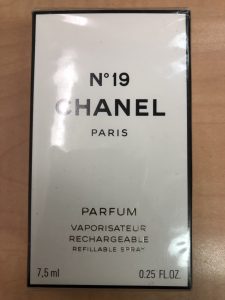 N°19
CHANEL
PARIS
PARFUM
VAPORISATEUR
RECHARGEABLE
REFILLABLE SPRAY
7,5 ml 0.25 FL.OZ.